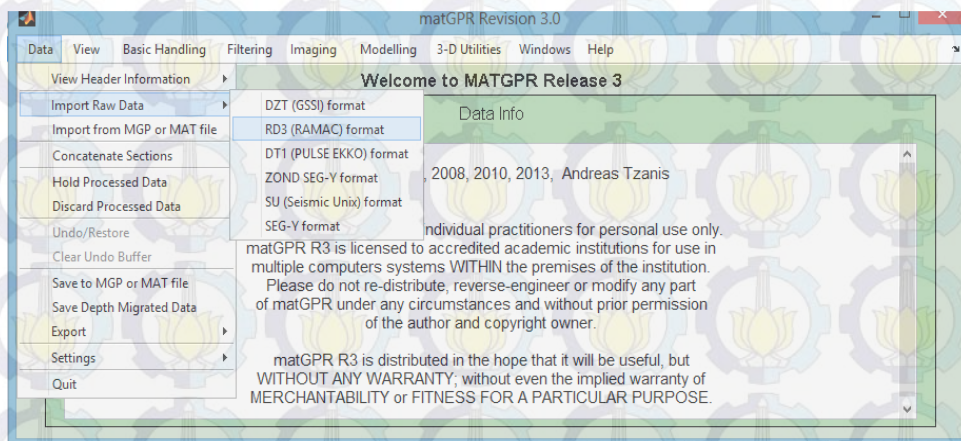 matGPR Revision 3.0
Data View Basic Handling Filtering Imaging Modelling 3-D Utilities Windows Help
View Header Information
Import Raw Data
Import from MGP or MAT file
Concatenate Sections
Hold Processed Data
Discard Processed Data
Undo/Restore
Clear Undo Buffer
Save to MGP or MAT file
Save Depth Migrated Data
Export
Settings
Quit
DZT (GSSI) format
RD3 (RAMAC) format
DT1 (PULSE EKKO) format
ZOND SEG-Y format
SU (Seismic Unix) format
SEG-Y format
Welcome to MATGPR Release 3
Data Info
, 2008, 2010, 2013, Andreas Tzanis
ndividual practitioners for personal use only.
matGPR R3 is licensed to accredited academic institutions for use in
multiple computers systems WITHIN the premises of the institution.
Please do not re-distribute, reverse-engineer or modify any part
of matGPR under any circumstances and without prior permission
of the author and copyright owner.
matGPR R3 is distributed in the hope that it will be useful, but
WITHOUT ANY WARRANTY; without even the implied warranty of
MERCHANTABILITY or FITNESS FOR A PARTICULAR PURPOSE.